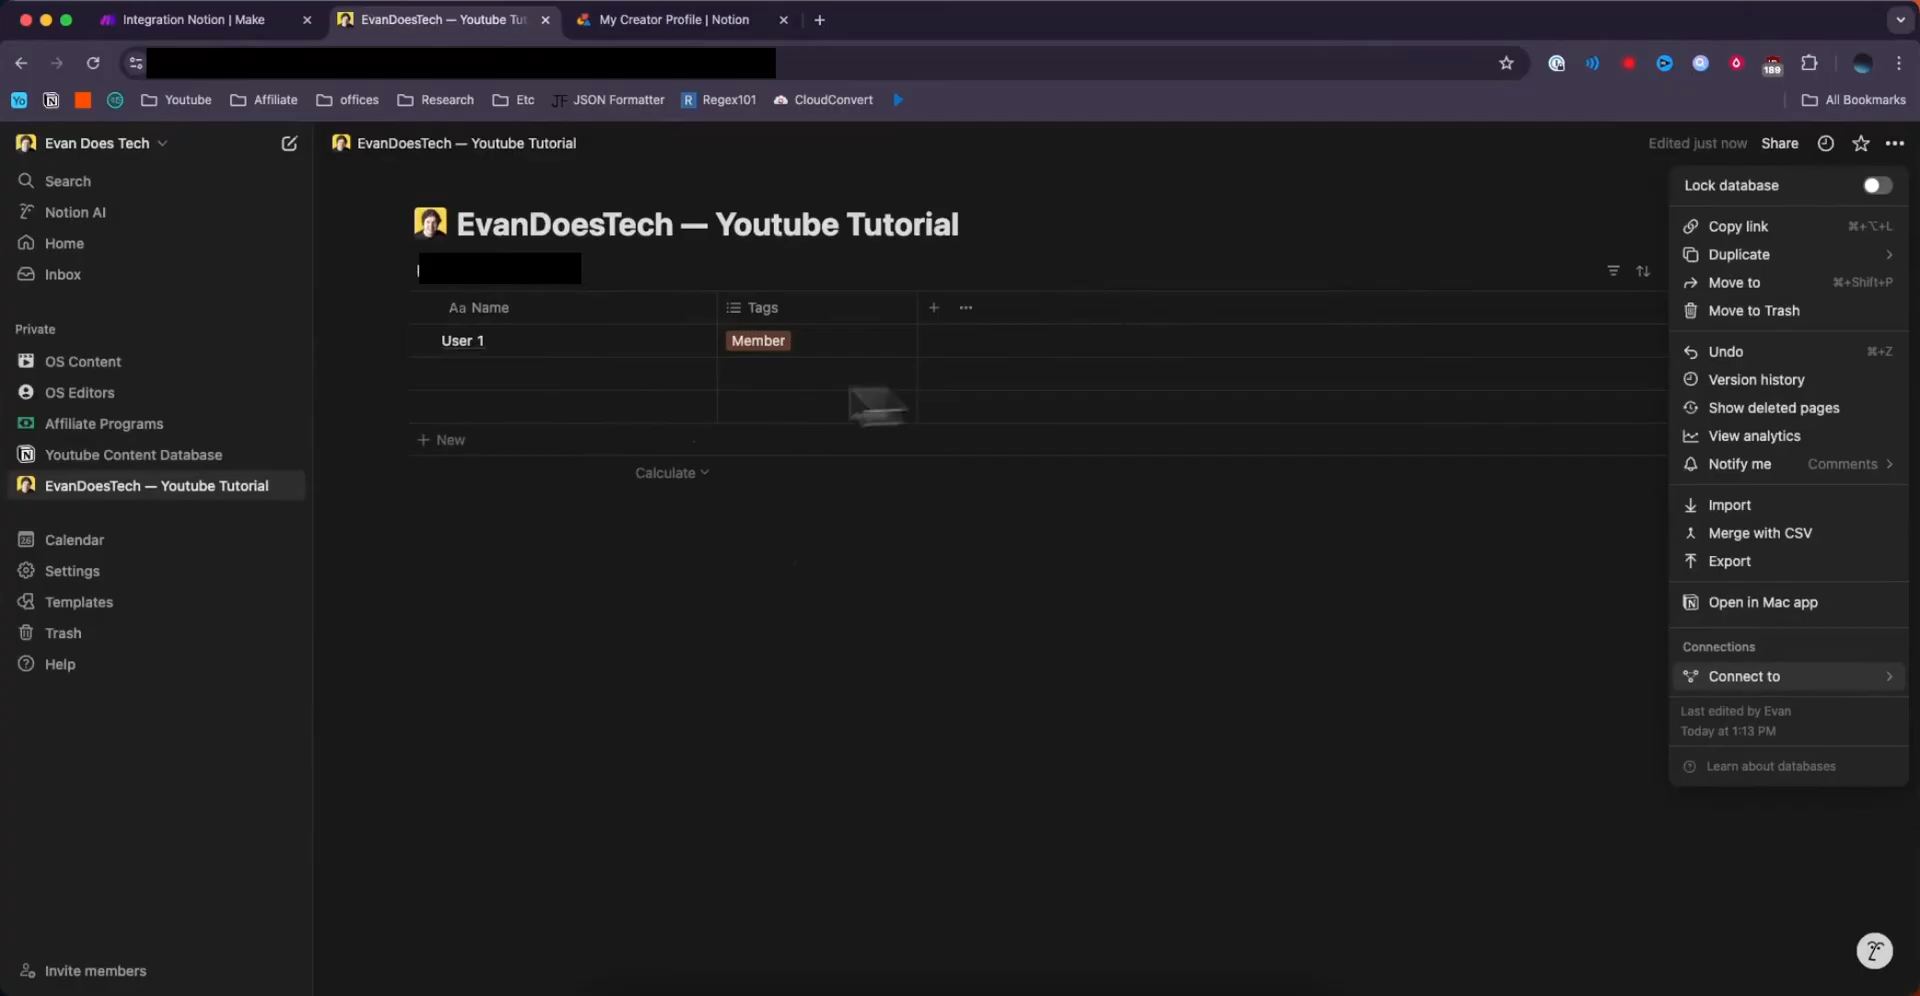 Integration Notion | Make
EvanDoesTech — Youtube Tut
My Creator Profile | Notion
189
Yo
Youtube
Affiliate
offices
Research
Etc
JF JSON Formatter
R Regex101
CloudConvert
All Bookmarks
Evan Does Tech
EvanDoesTech — Youtube Tutorial
Edited just now
Share
Search
Notion AI
Home
Inbox
Private
OS Content
OS Editors
Affiliate Programs
Youtube Content Database
EvanDoesTech — Youtube Tutorial
Calendar
Settings
Templates
Trash
Help
Invite members
EvanDoesTech — Youtube Tutorial
Aa Name
Tags
User 1
Member
New
Calculate
Lock database
Copy link ⌘+⌥+L
Duplicate
Move to ⌘+Shift+P
Move to Trash
Undo ⌘+Z
Version history
Show deleted pages
View analytics
Notify me Comments
Import
Merge with CSV
Export
Open in Mac app
Connections
Connect to
Last edited by Evan
Today at 1:13 PM
Learn about databases